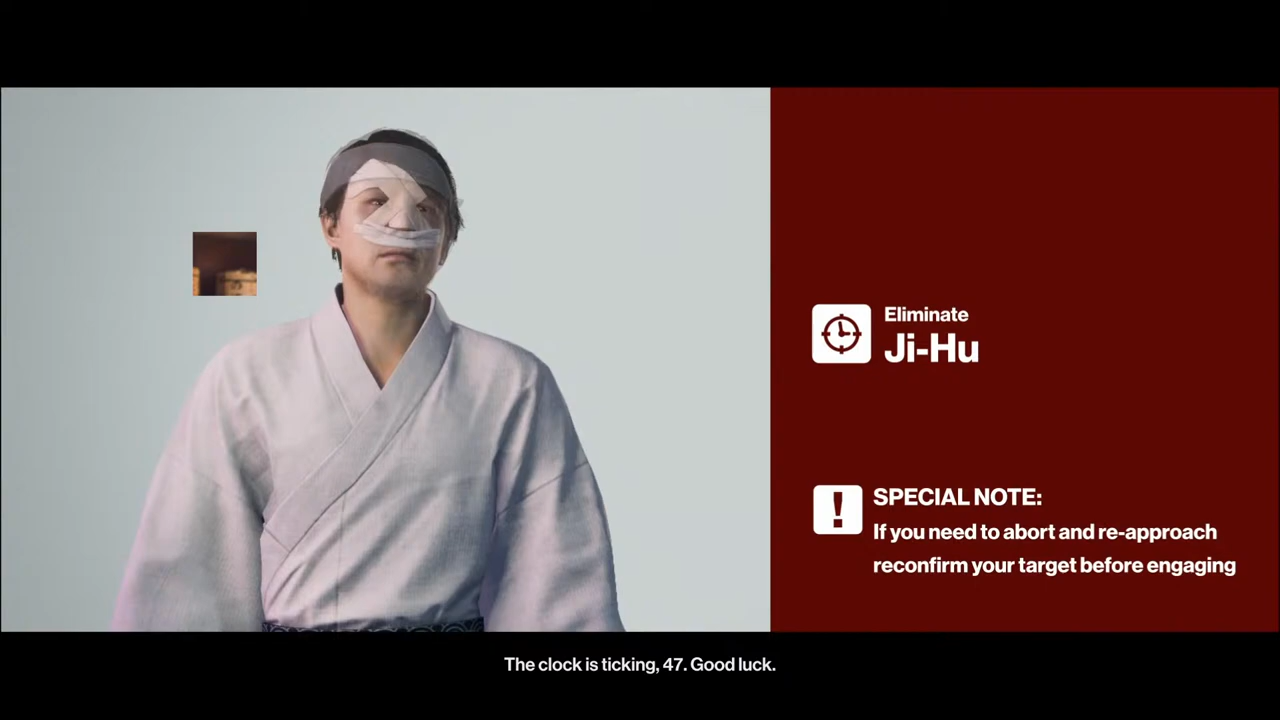 Eliminate
Ji-Hu
SPECIAL NOTE:
If you need to abort and re-approach
reconfirm your target before engaging
The clock is ticking, 47. Good luck.